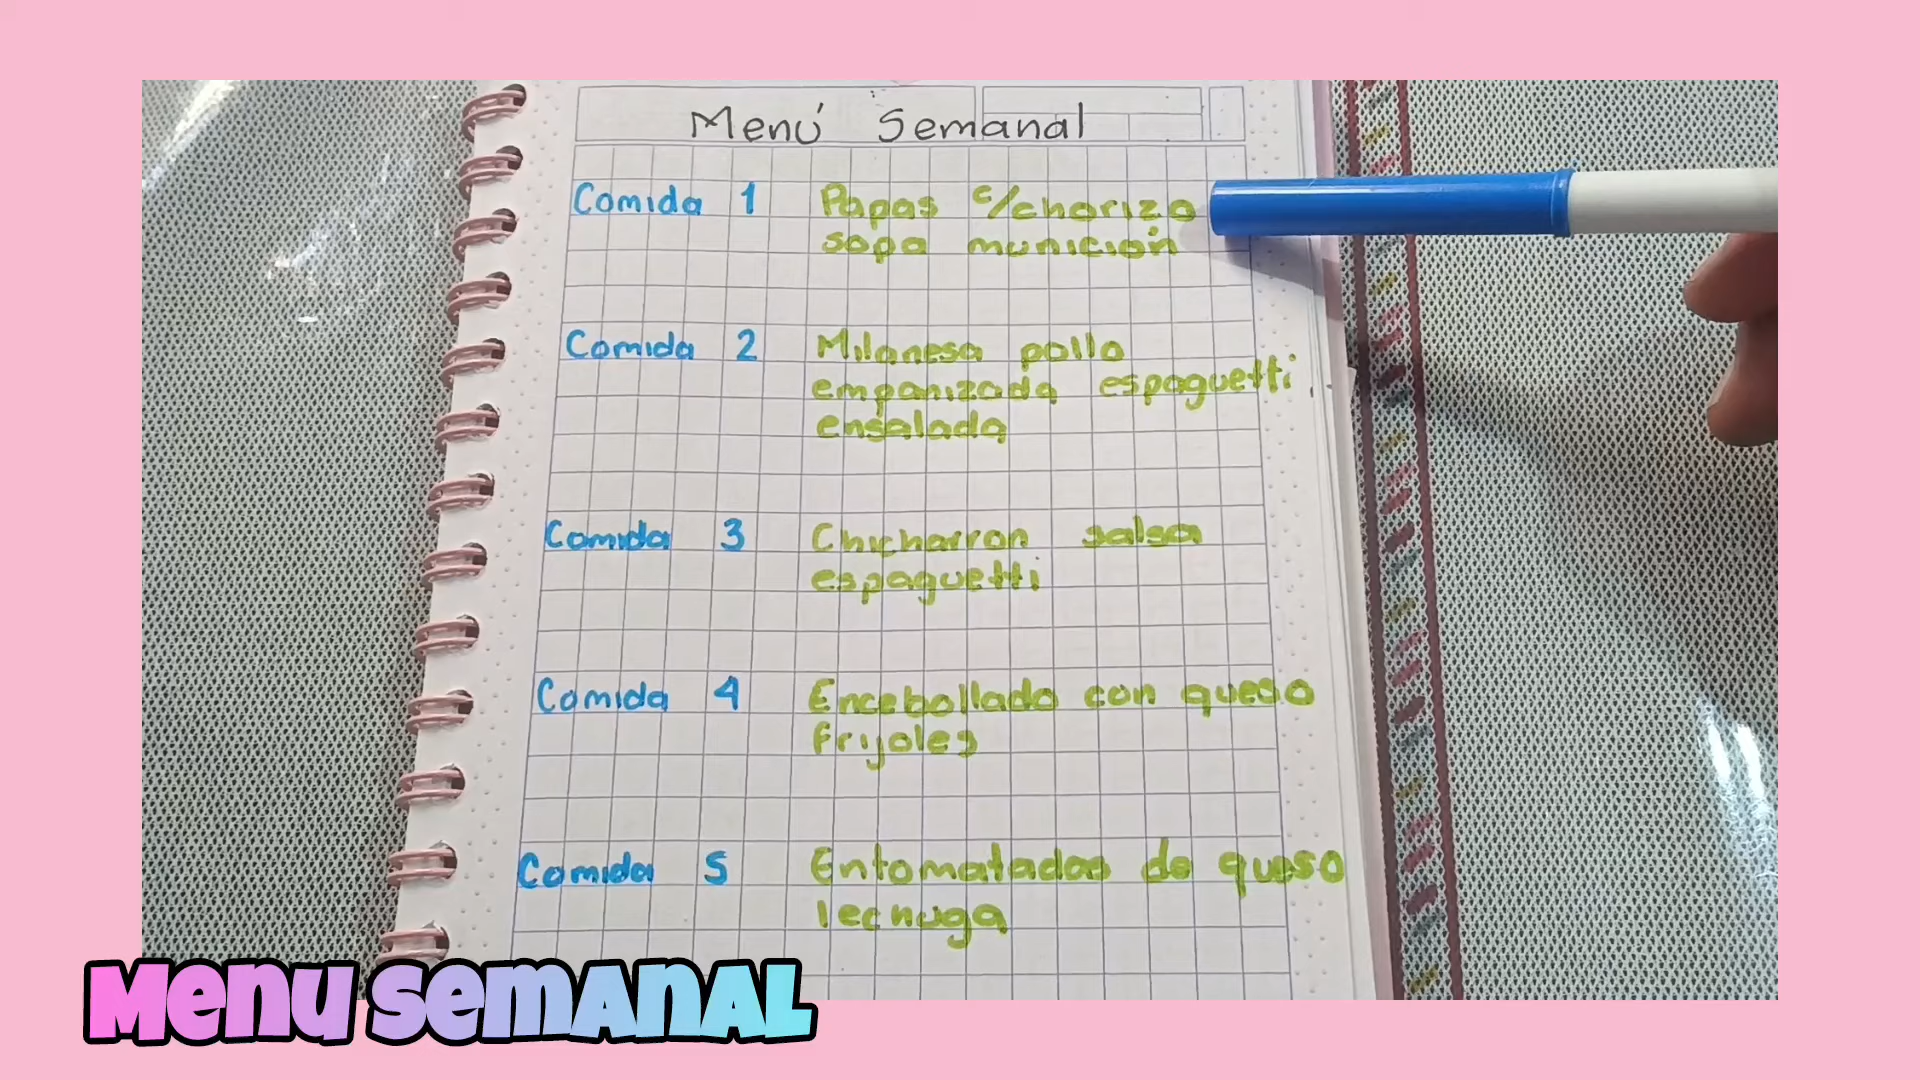 Menú Semanal
Comida 1 Papas c/chorizo
sopa munición
Comida 2 Milanesa pollo
empanizada espaguetti
ensalada
Comida 3 Chicharron salsa
espaguetti
Comida 4 Encebollado con queso
frijoles
Comida 5 Entomatadas de queso
lechuga
Menu semanal